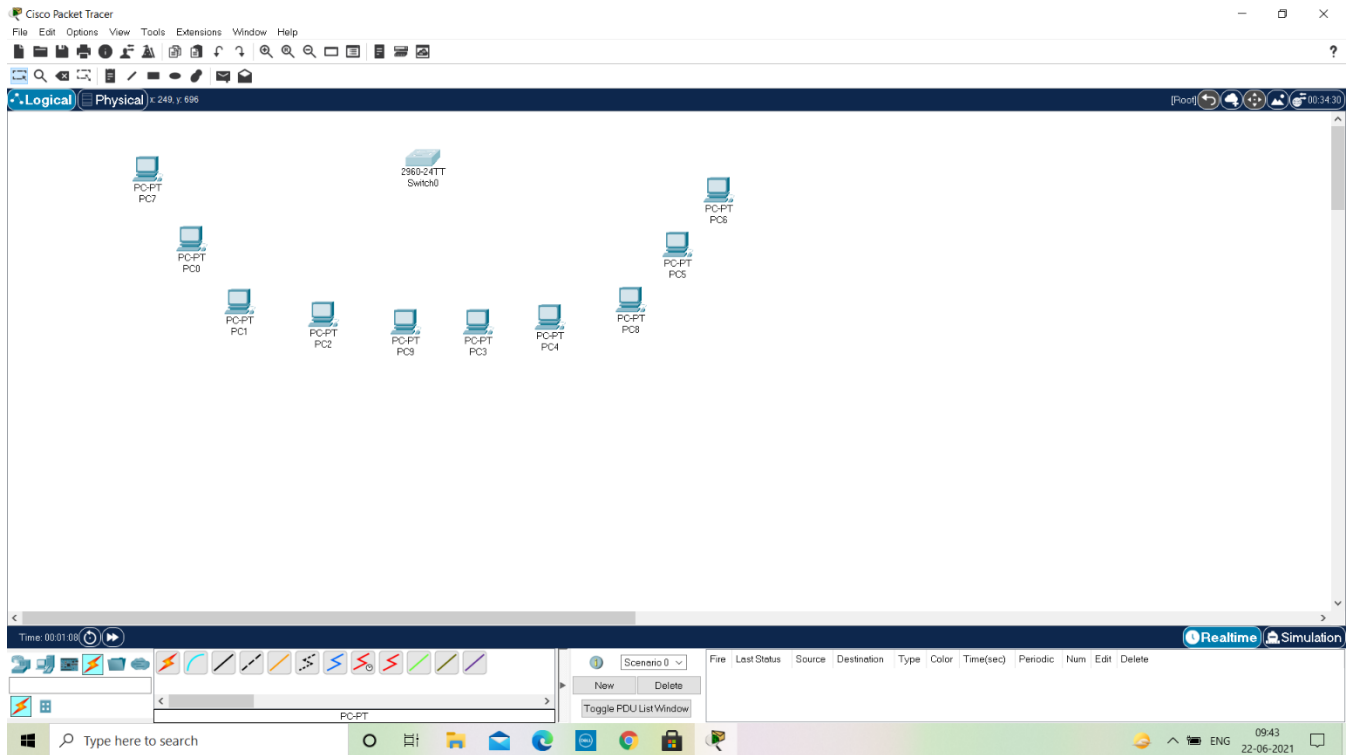 Cisco Packet Tracer
File Edit Options View Tools Extensions Window Help
?
Logical Physical x: 249, y: 696 [Root] 00:34:30
2960-24TT
Switch0
PC-PT
PC7
PC-PT
PC6
PC-PT
PC0
PC-PT
PC5
PC-PT
PC1
PC-PT
PC2
PC-PT
PC9
PC-PT
PC3
PC-PT
PC4
PC-PT
PC8
Time: 00:01:08 Realtime Simulation
Scenario 0 Fire Last Status Source Destination Type Color Time(sec) Periodic Num Edit Delete
New Delete
Toggle PDU List Window
PC-PT
Type here to search
DELL
ENG
09:43
22-06-2021